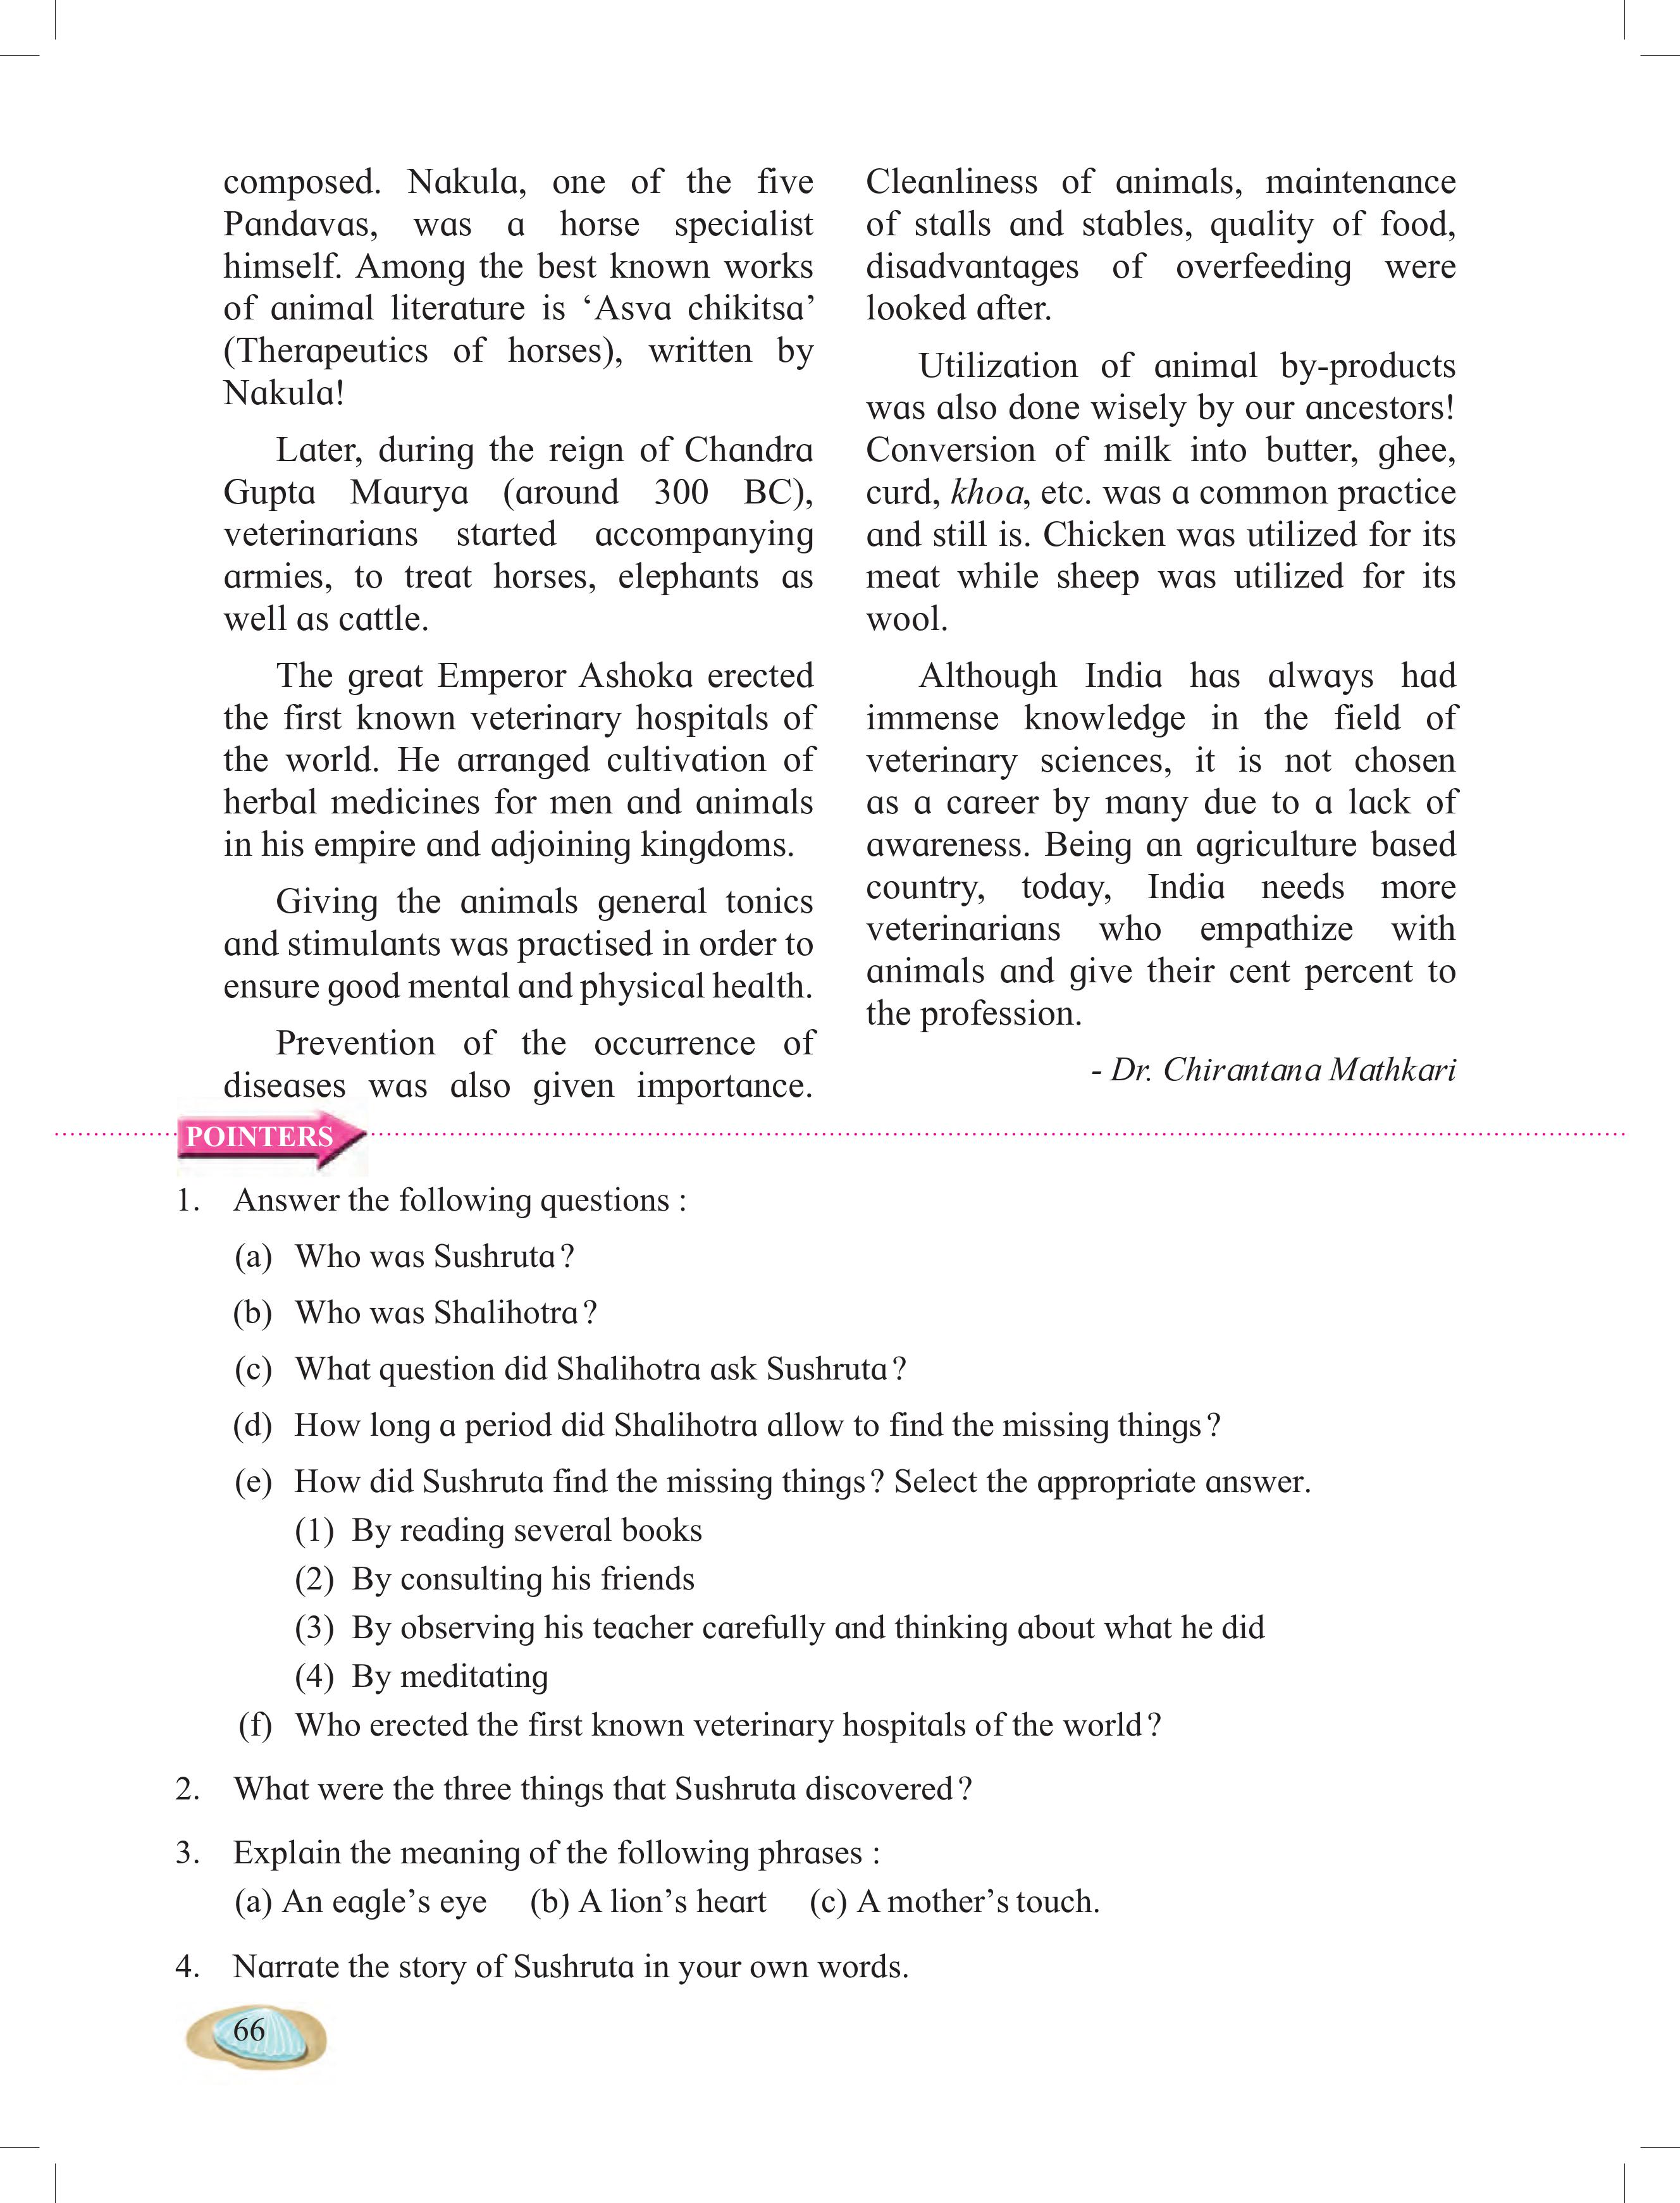 composed. Nakula, one of the five
Pandavas, was a horse specialist
himself. Among the best known works
of animal literature is ‘Asva chikitsa’
(Therapeutics of horses), written by
Nakula!
Later, during the reign of Chandra
Gupta Maurya (around 300 BC),
veterinarians started accompanying
armies, to treat horses, elephants as
well as cattle.
The great Emperor Ashoka erected
the first known veterinary hospitals of
the world. He arranged cultivation of
herbal medicines for men and animals
in his empire and adjoining kingdoms.
Giving the animals general tonics
and stimulants was practised in order to
ensure good mental and physical health.
Prevention of the occurrence of
diseases was also given importance.
Cleanliness of animals, maintenance
of stalls and stables, quality of food,
disadvantages of overfeeding were
looked after.
Utilization of animal by-products
was also done wisely by our ancestors!
Conversion of milk into butter, ghee,
curd, khoa, etc. was a common practice
and still is. Chicken was utilized for its
meat while sheep was utilized for its
wool.
Although India has always had
immense knowledge in the field of
veterinary sciences, it is not chosen
as a career by many due to a lack of
awareness. Being an agriculture based
country, today, India needs more
veterinarians who empathize with
animals and give their cent percent to
the profession.
- Dr. Chirantana Mathkari
POINTERS
1. Answer the following questions :
(a) Who was Sushruta?
(b) Who was Shalihotra?
(c) What question did Shalihotra ask Sushruta?
(d) How long a period did Shalihotra allow to find the missing things?
(e) How did Sushruta find the missing things? Select the appropriate answer.
(1) By reading several books
(2) By consulting his friends
(3) By observing his teacher carefully and thinking about what he did
(4) By meditating
(f) Who erected the first known veterinary hospitals of the world?
2. What were the three things that Sushruta discovered?
3. Explain the meaning of the following phrases :
(a) An eagle’s eye (b) A lion’s heart (c) A mother’s touch.
4. Narrate the story of Sushruta in your own words.
66